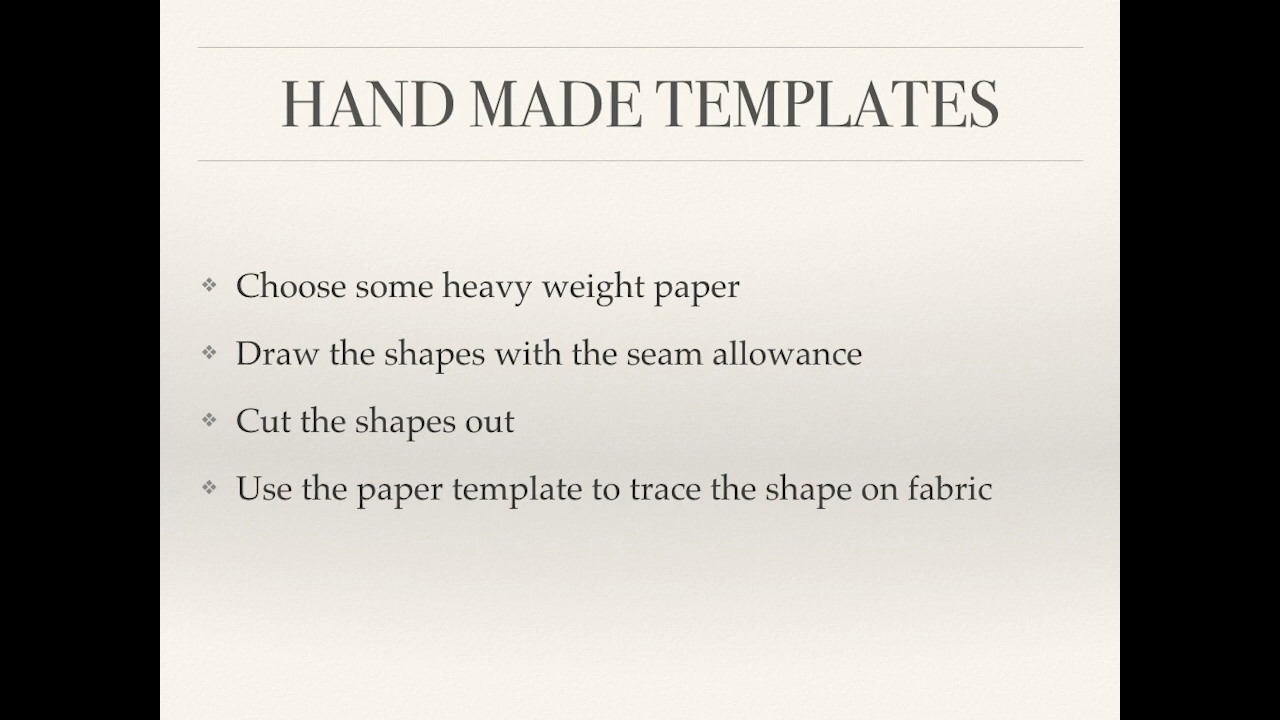 HAND MADE TEMPLATES
❖ Choose some heavy weight paper
❖ Draw the shapes with the seam allowance
❖ Cut the shapes out
❖ Use the paper template to trace the shape on fabric